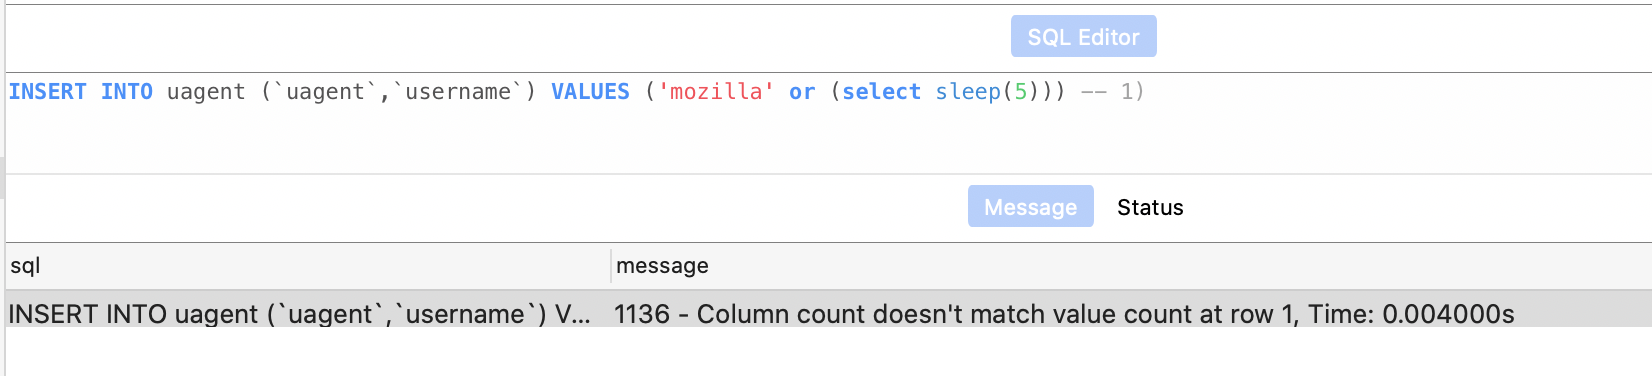 SQL Editor
INSERT INTO uagent (`uagent`,`username`) VALUES ('mozilla' or (select sleep(5))) -- 1)
Message Status
sql message
INSERT INTO uagent (`uagent`,`username`) V... 1136 - Column count doesn't match value count at row 1, Time: 0.004000s